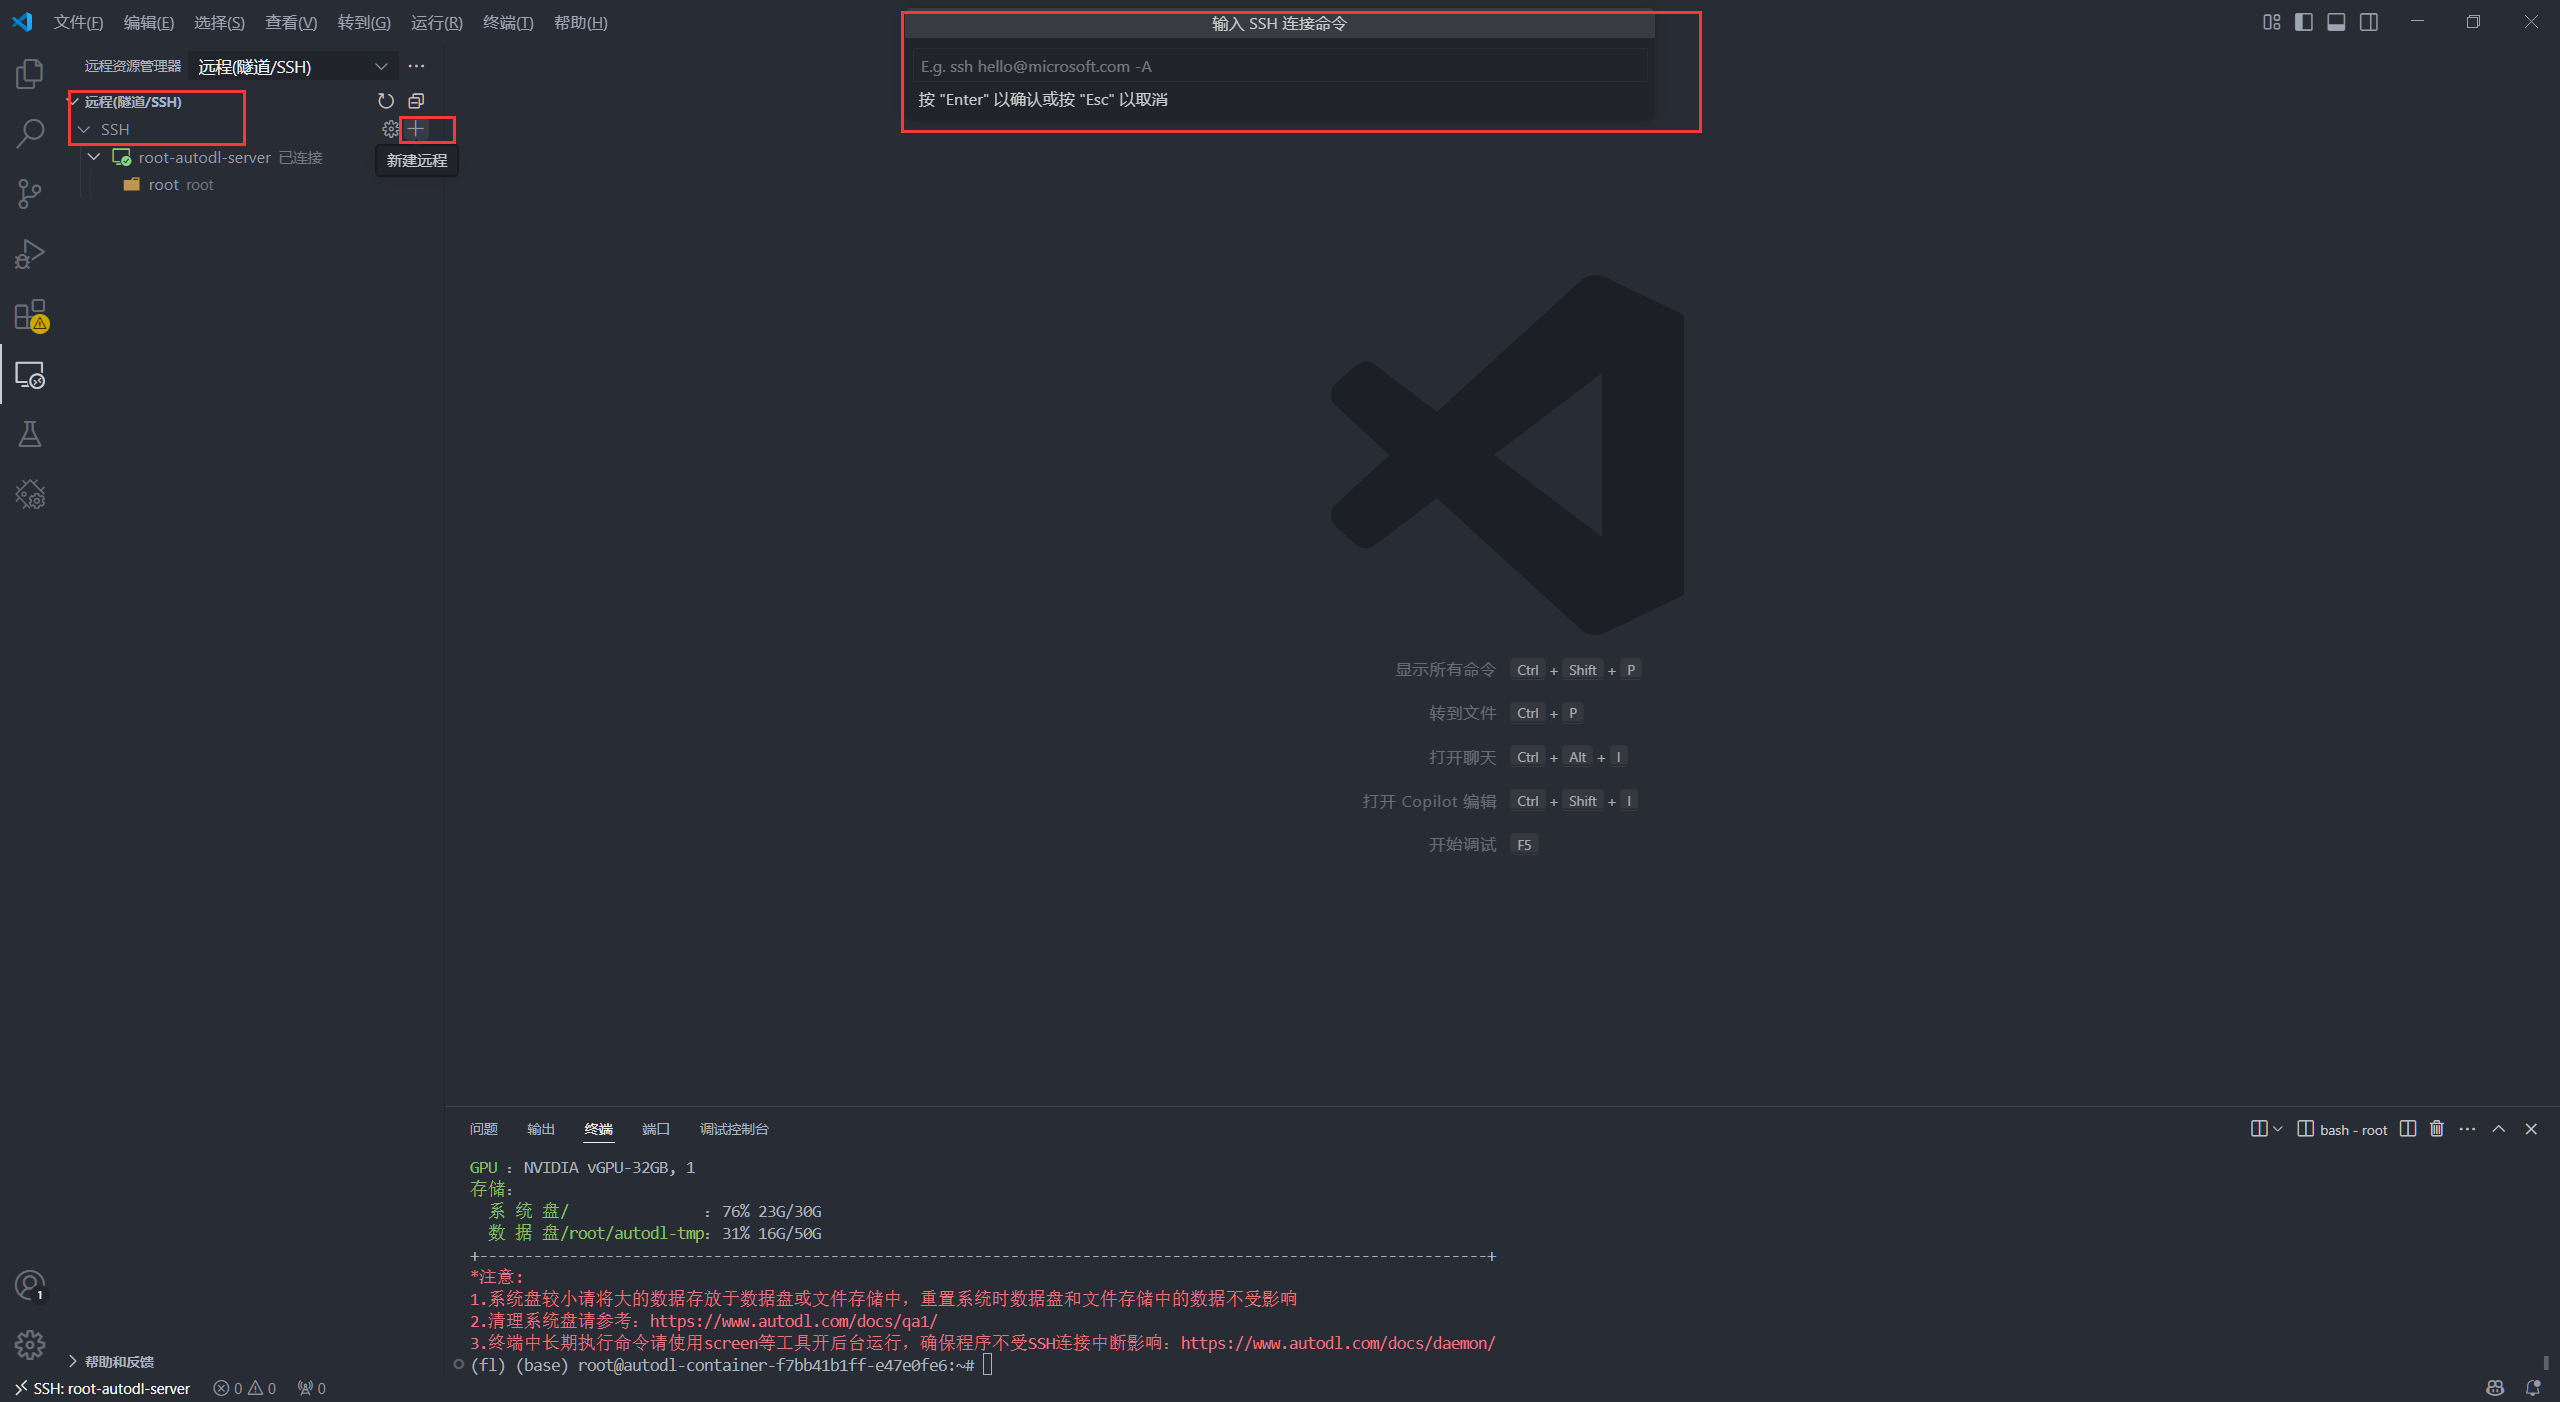 文件(F) 编辑(E) 选择(S) 查看(V) 转到(G) 运行(R) 终端(T) 帮助(H)
输入 SSH 连接命令
E.g. ssh hello@microsoft.com -A
按 "Enter" 以确认或按 "Esc" 以取消
远程资源管理器 远程(隧道/SSH)
远程(隧道/SSH)
SSH
新建远程
root-autodl-server 已连接
root root
显示所有命令 Ctrl + Shift + P
转到文件 Ctrl + P
打开聊天 Ctrl + Alt + I
打开 Copilot 编辑 Ctrl + Shift + I
开始调试 F5
问题 输出 终端 端口 调试控制台
bash - root
GPU : NVIDIA vGPU-32GB, 1
存储:
系 统 盘/ : 76% 23G/30G
数 据 盘/root/autodl-tmp: 31% 16G/50G
+----------------------------------------------------------------------------------------------------------------+
*注意:
1.系统盘较小请将大的数据存放于数据盘或文件存储中，重置系统时数据盘和文件存储中的数据不受影响
2.清理系统盘请参考：https://www.autodl.com/docs/qa1/
3.终端中长期执行命令请使用screen等工具开后台运行，确保程序不受SSH连接中断影响：https://www.autodl.com/docs/daemon/
(fl) (base) root@autodl-container-f7bb41b1ff-e47e0fe6:~#
1
帮助和反馈
SSH: root-autodl-server 0 0 0